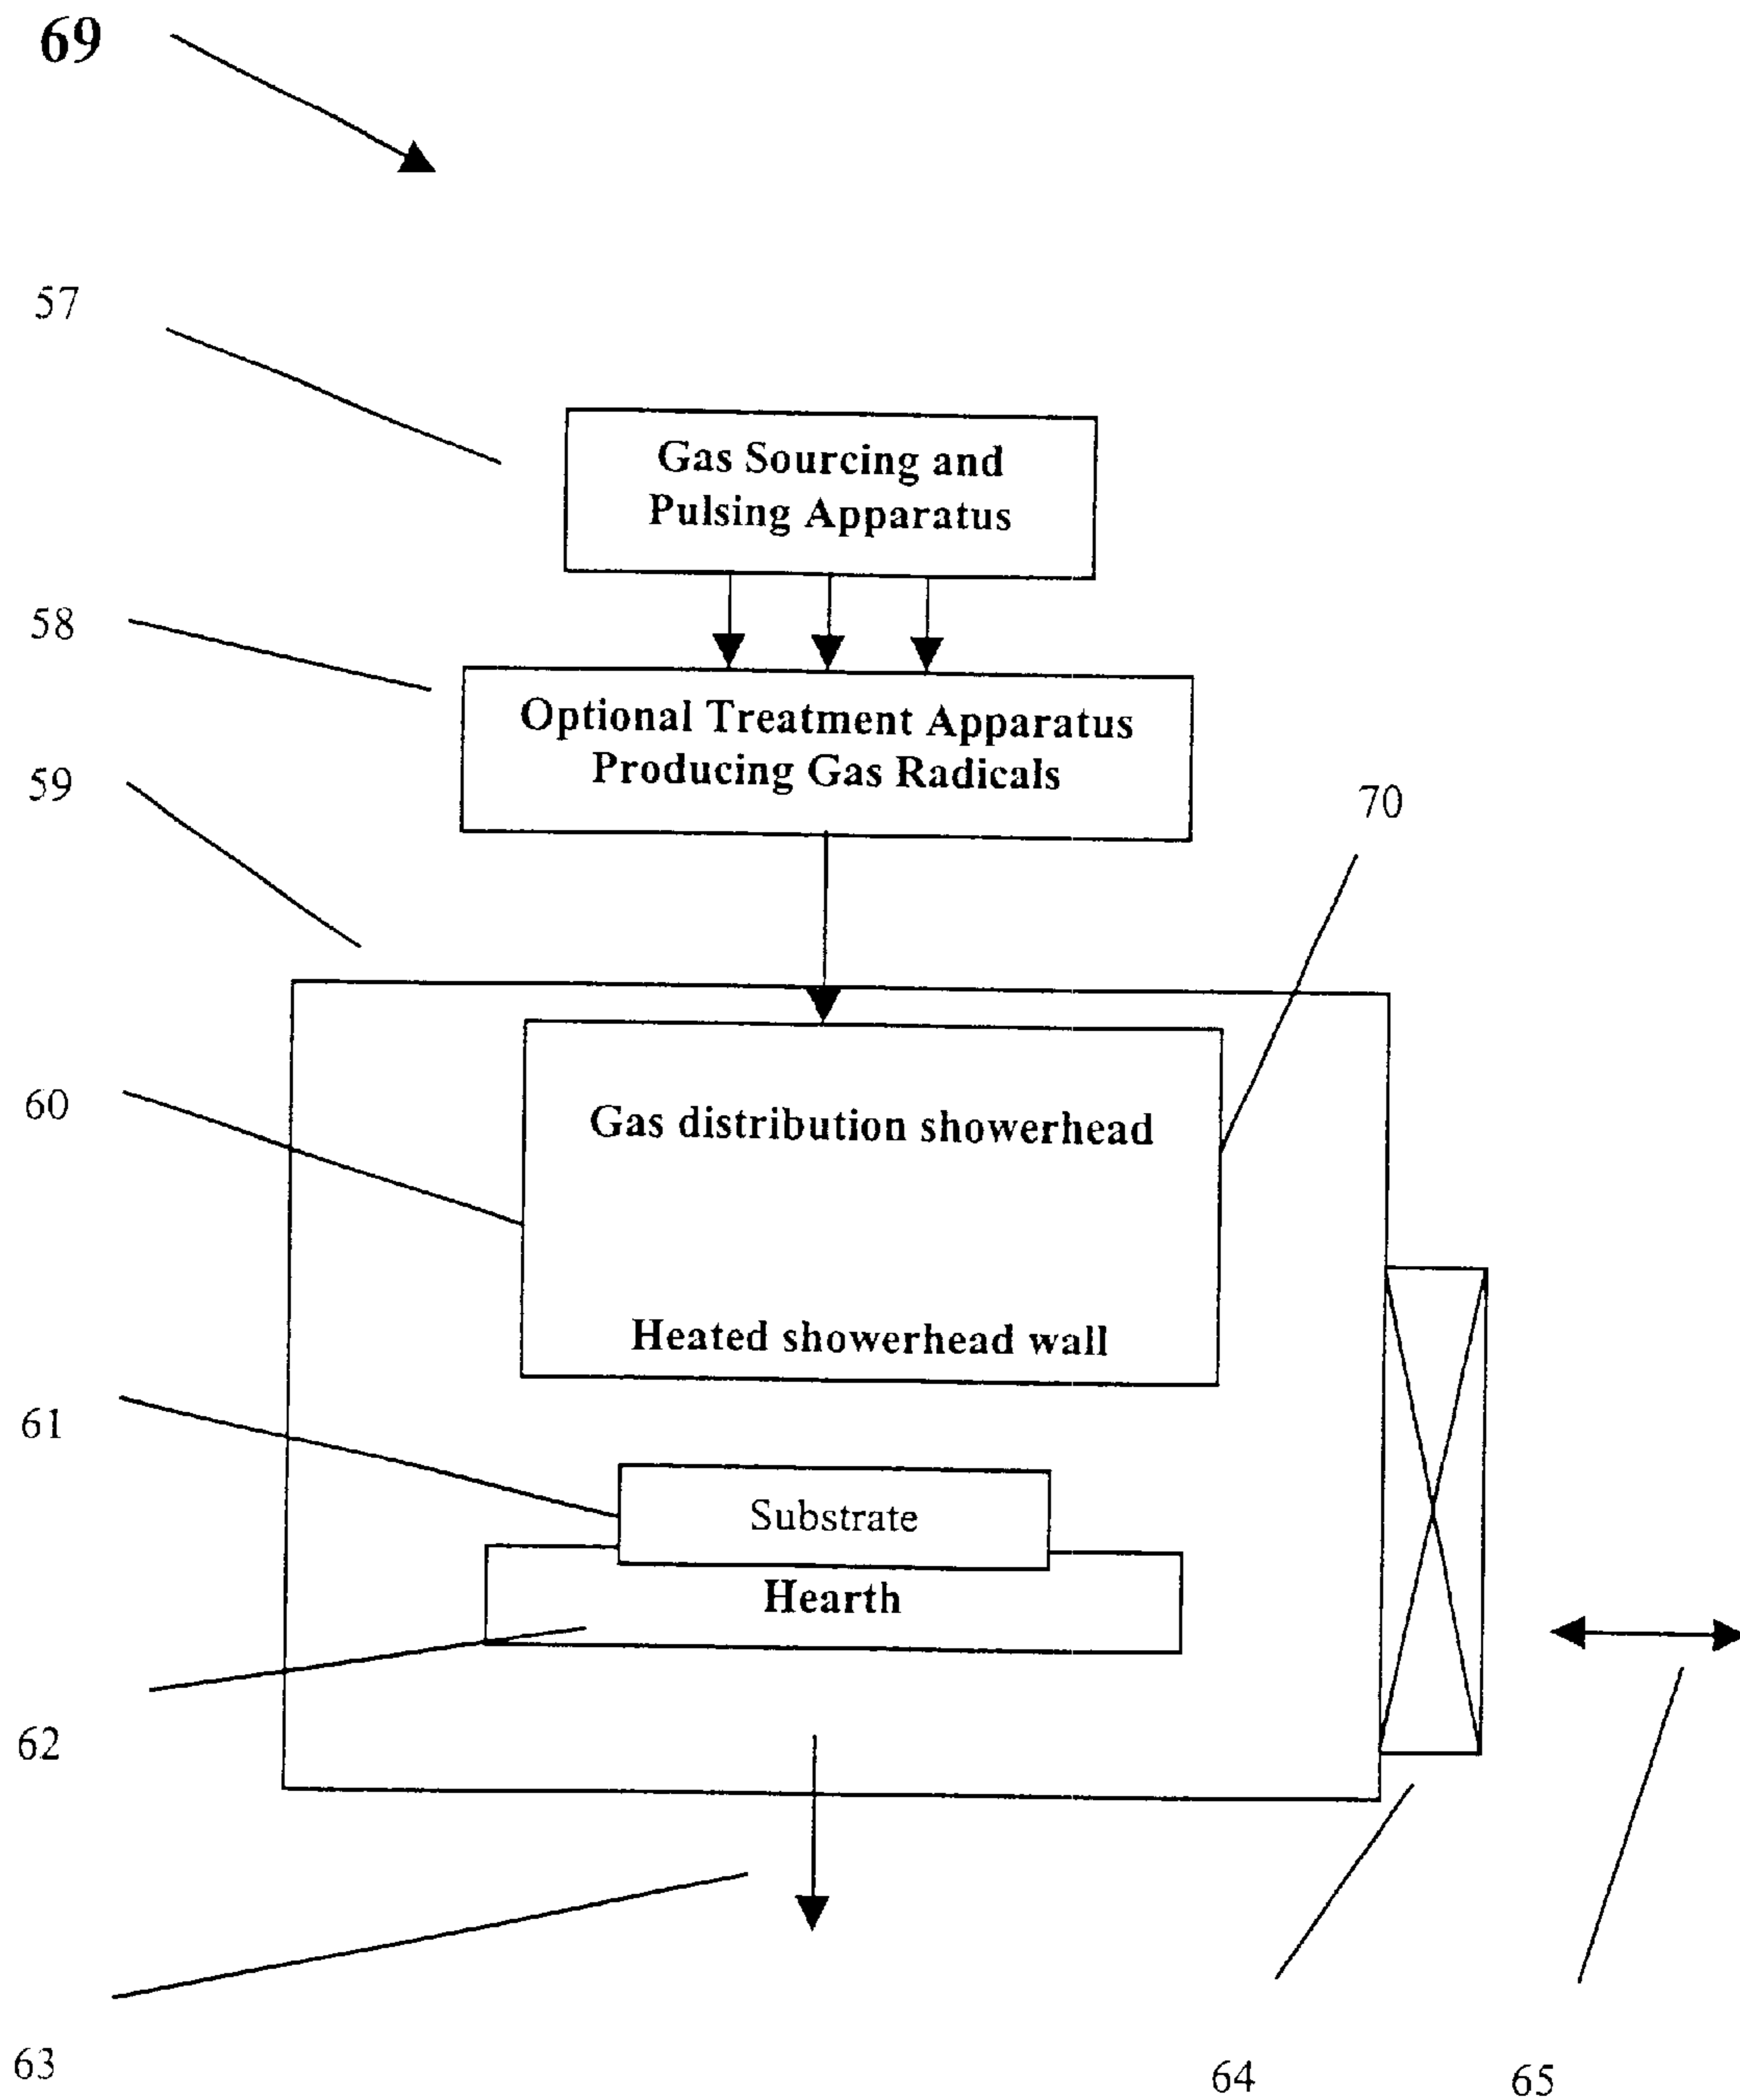 69
57
Gas Sourcing and
Pulsing Apparatus
58
Optional Treatment Apparatus
Producing Gas Radicals
59
70
60
Gas distribution showerhead
Heated showerhead wall
61
Substrate
Hearth
62
63
64
65